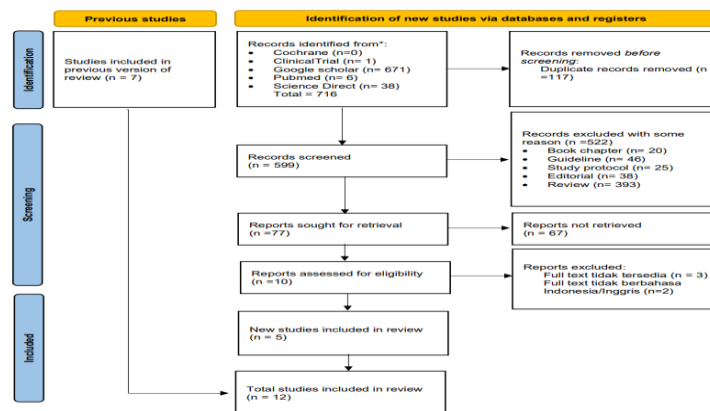 Previous studies
Identification of new studies via databases and registers
Identification
Studies included in
previous version of
review (n = 7)
Records identified from*:
• Cochrane (n=0)
• ClinicalTrial (n= 1)
• Google scholar (n= 671)
• Pubmed (n= 6)
• Science Direct (n= 38)
Total = 716
Records removed before
screening:
Duplicate records removed (n
=117)
Screening
Records screened
(n = 599)
Records excluded with some
reason (n =522)
• Book chapter (n= 20)
• Guideline (n= 46)
• Study protocol (n= 25)
• Editorial (n= 38)
• Review (n= 393)
Reports sought for retrieval
(n =77)
Reports not retrieved
(n = 67)
Reports assessed for eligibility
(n =10)
Reports excluded:
Full text tidak tersedia (n = 3)
Full text tidak berbahasa
Indonesia/Inggris (n=2)
Included
New studies included in review
(n = 5)
Total studies included in review
(n = 12)